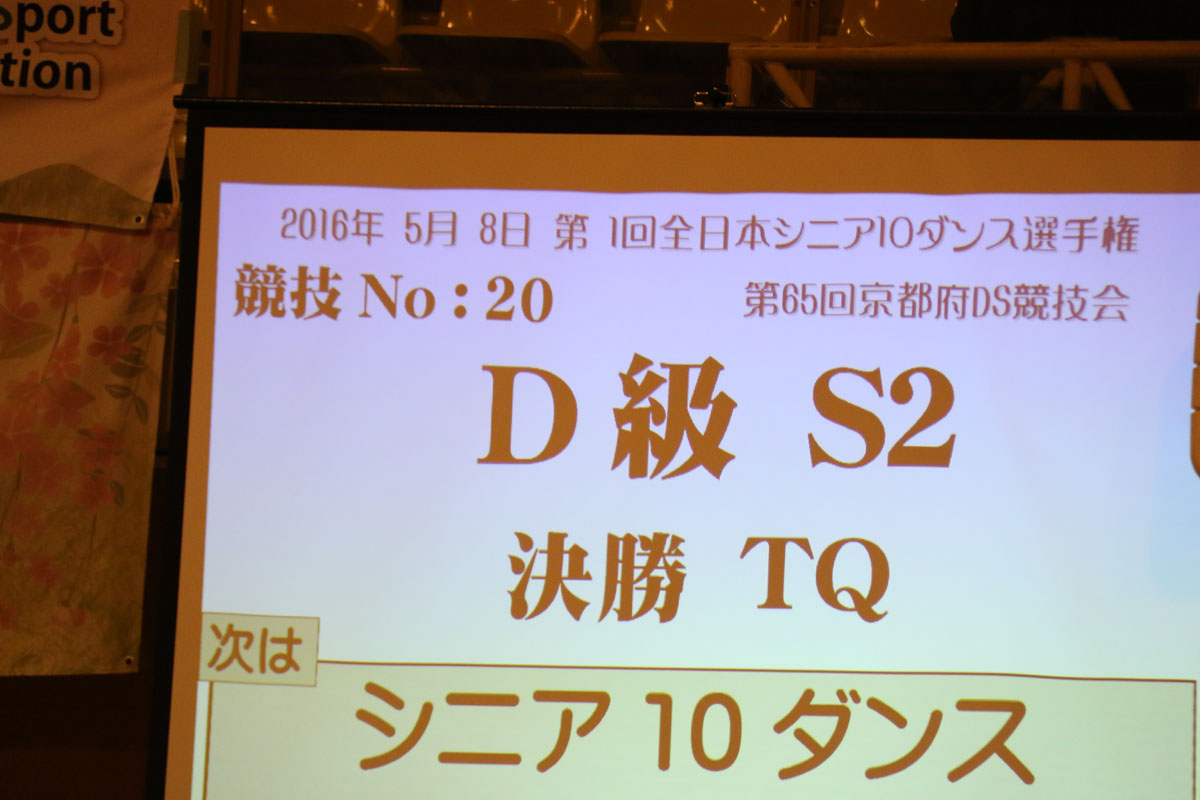 Sport
tion
2016年 5月 8日 第 1回全日本シニア10ダンス選手権
競技 No : 20
第65回京都府DS競技会
D 級 S2
決勝 TQ
次は
シニア 10 ダンス